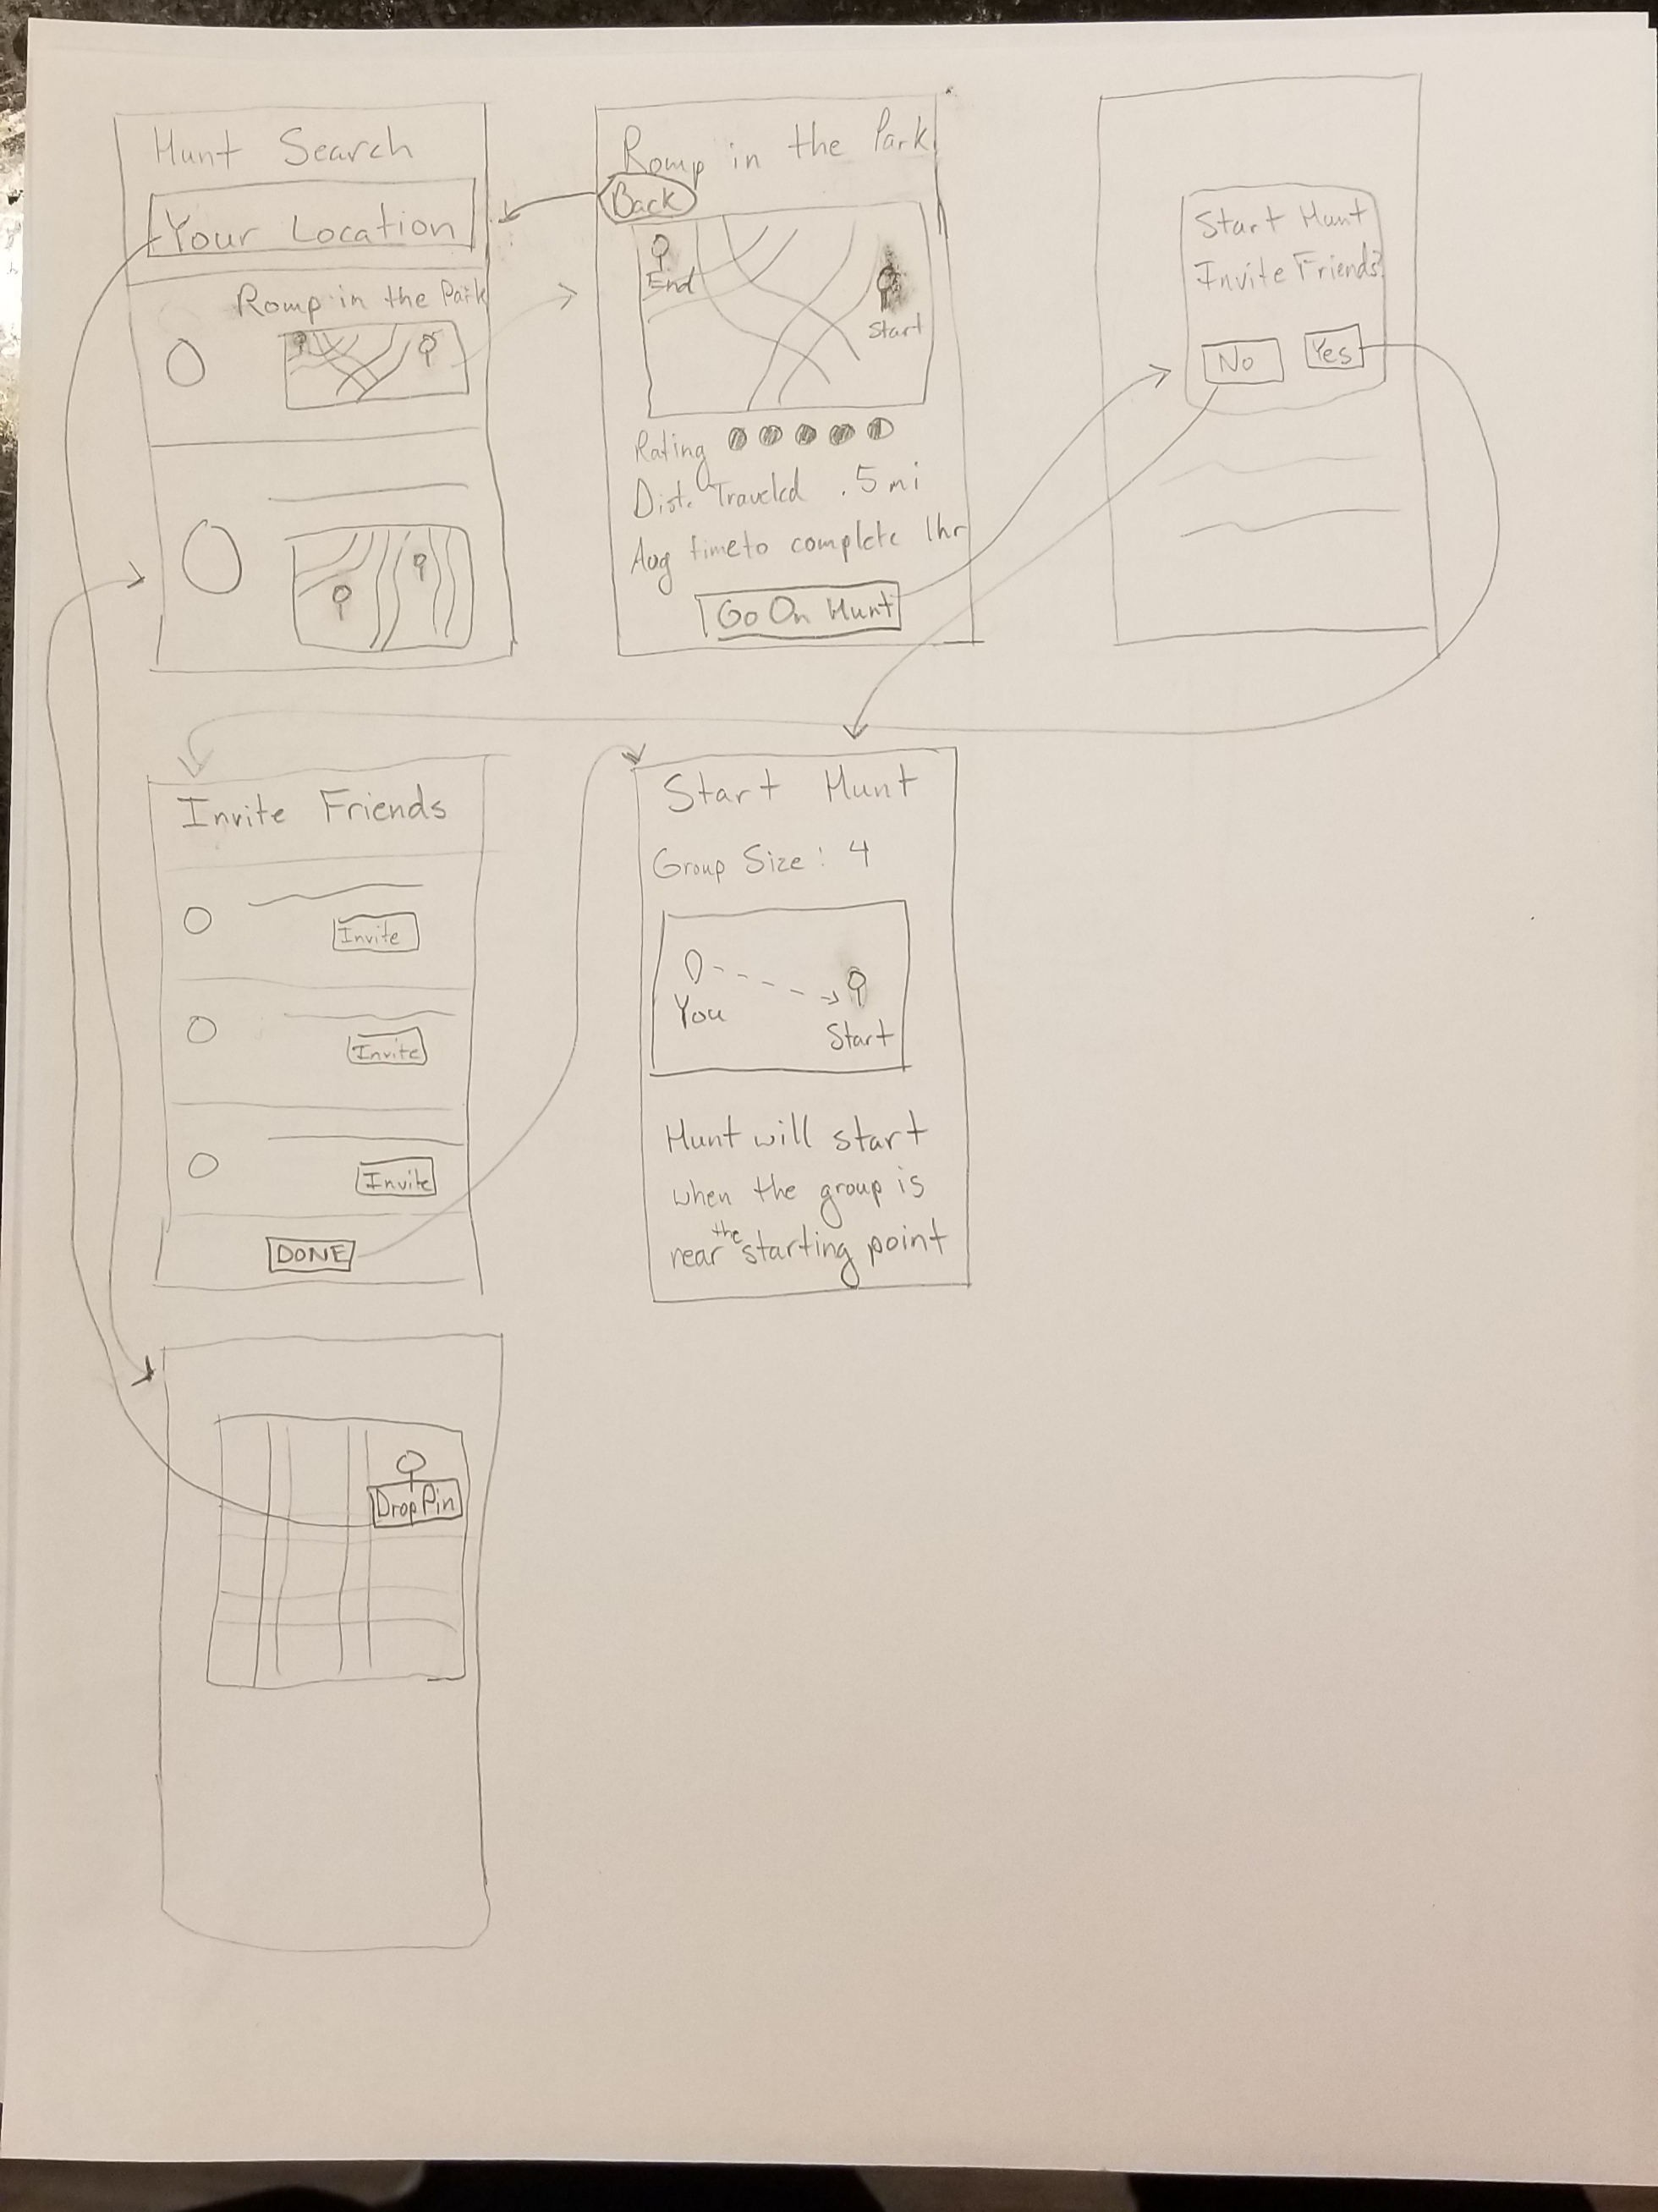 Hunt Search
Your Location
Romp in the Park
Romp in the Park
Back
End
Start
Rating
Dist. Traveled .5 mi
Avg time to complete 1hr
Go On Hunt
Start Hunt
Invite Friends?
No
Yes
Invite Friends
Invite
Invite
Invite
DONE
Start Hunt
Group Size: 4
You
Start
Hunt will start
when the group is
near the starting point
Drop Pin